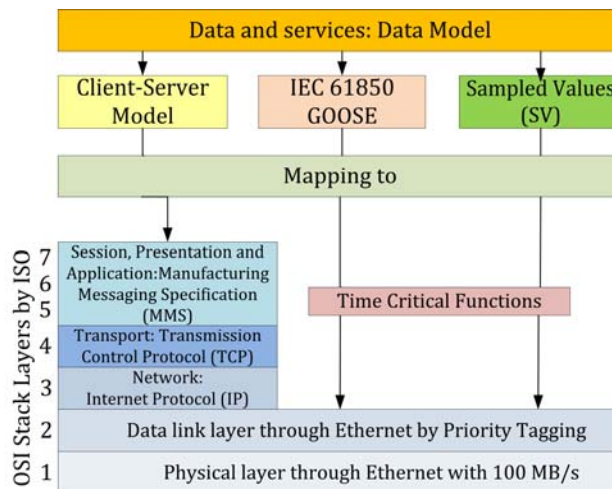 Data and services: Data Model
Client-Server
Model
IEC 61850
GOOSE
Sampled Values
(SV)
Mapping to
OSI Stack Layers by ISO
7
6
5
Session, Presentation and
Application:Manufacturing
Messaging Specification
(MMS)
Time Critical Functions
4
Transport: Transmission
Control Protocol (TCP)
3
Network:
Internet Protocol (IP)
2
Data link layer through Ethernet by Priority Tagging
1
Physical layer through Ethernet with 100 MB/s